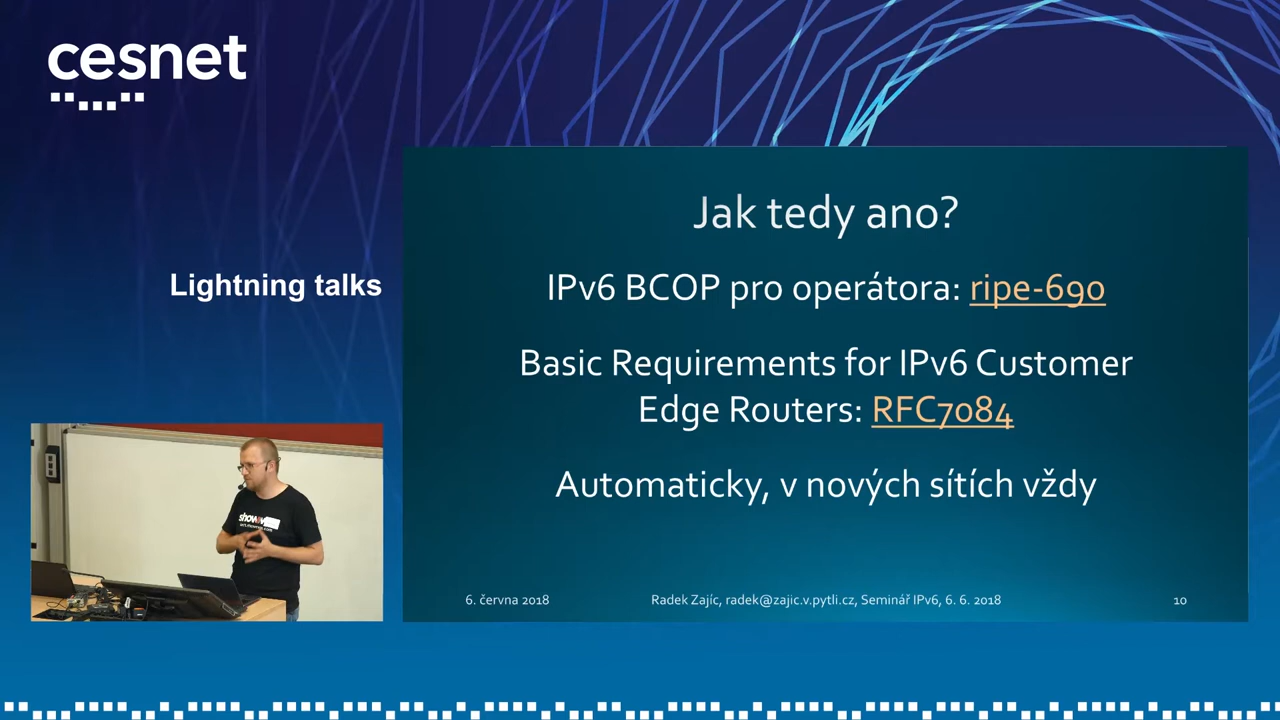 cesnet
Lightning talks
Jak tedy ano?
IPv6 BCOP pro operátora: ripe-690
Basic Requirements for IPv6 Customer
Edge Routers: RFC7084
Automaticky, v nových sítích vždy
6. června 2018
Radek Zajíc, radek@zajic.v.pytli.cz, Seminář IPv6, 6. 6. 2018
10